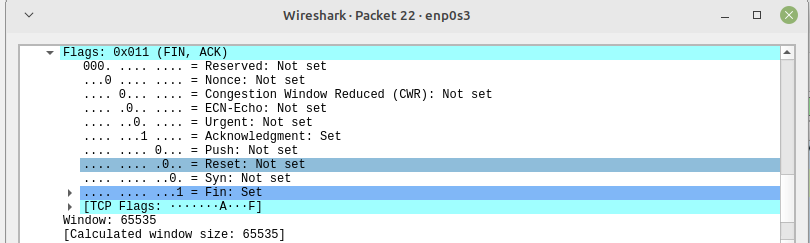 Wireshark · Packet 22 · enp0s3
Flags: 0x011 (FIN, ACK)
000. .... .... = Reserved: Not set
...0 .... .... = Nonce: Not set
.... 0... .... = Congestion Window Reduced (CWR): Not set
.... .0.. .... = ECN-Echo: Not set
.... ..0. .... = Urgent: Not set
.... ...1 .... = Acknowledgment: Set
.... .... 0... = Push: Not set
.... .... .0.. = Reset: Not set
.... .... ..0. = Syn: Not set
.... .... ...1 = Fin: Set
[TCP Flags: ·······A···F]
Window: 65535
[Calculated window size: 65535]